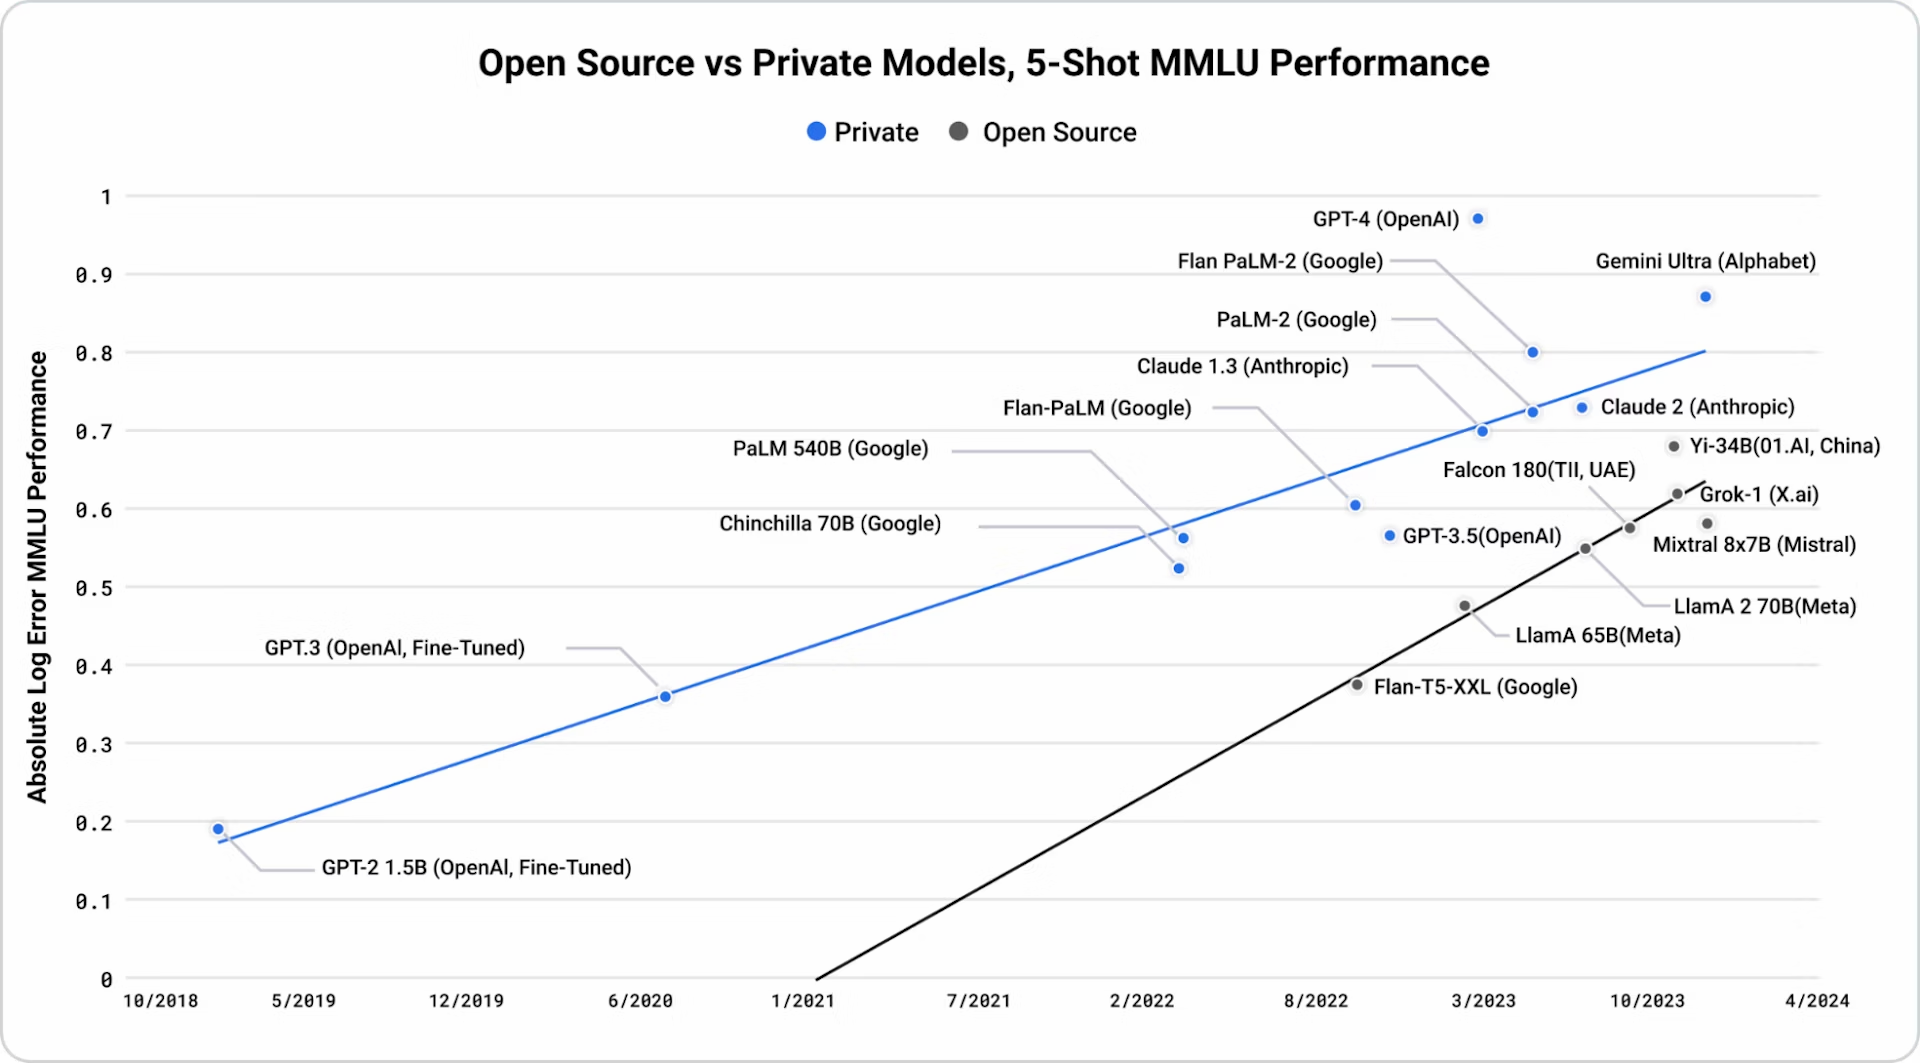 Open Source vs Private Models, 5-Shot MMLU Performance
Private
Open Source
Absolute Log Error MMLU Performance
1
0.9
0.8
0.7
0.6
0.5
0.4
0.3
0.2
0.1
0
GPT-4 (OpenAI)
Flan PaLM-2 (Google)
Gemini Ultra (Alphabet)
PaLM-2 (Google)
Claude 1.3 (Anthropic)
Flan-PaLM (Google)
Claude 2 (Anthropic)
PaLM 540B (Google)
Yi-34B(01.AI, China)
Falcon 180(TII, UAE)
Grok-1 (X.ai)
Chinchilla 70B (Google)
GPT-3.5(OpenAI)
Mixtral 8x7B (Mistral)
LlamA 2 70B(Meta)
LlamA 65B(Meta)
GPT.3 (OpenAI, Fine-Tuned)
Flan-T5-XXL (Google)
GPT-2 1.5B (OpenAI, Fine-Tuned)
10/2018
5/2019
12/2019
6/2020
1/2021
7/2021
2/2022
8/2022
3/2023
10/2023
4/2024